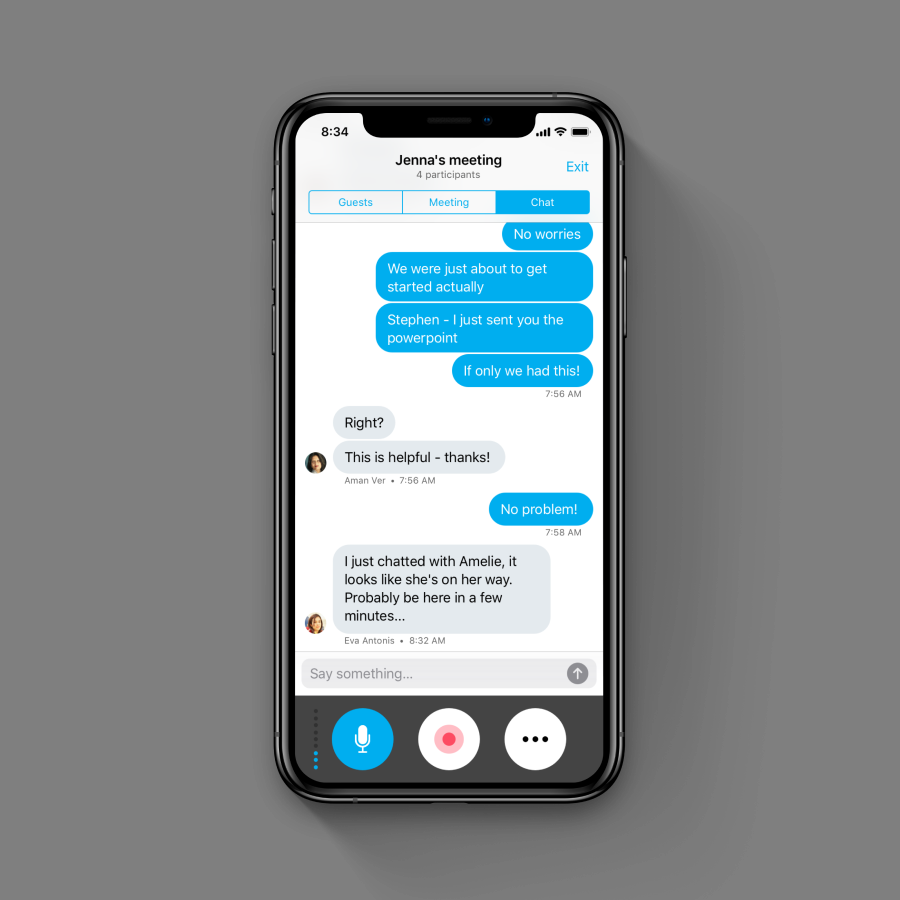 8:34
Jenna's meeting
4 participants
Exit
Guests
Meeting
Chat
No worries
We were just about to get
started actually
Stephen - I just sent you the
powerpoint
If only we had this!
7:56 AM
Right?
This is helpful - thanks!
Aman Ver • 7:56 AM
No problem!
7:58 AM
I just chatted with Amelie, it
looks like she's on her way.
Probably be here in a few
minutes...
Eva Antonis • 8:32 AM
Say something...